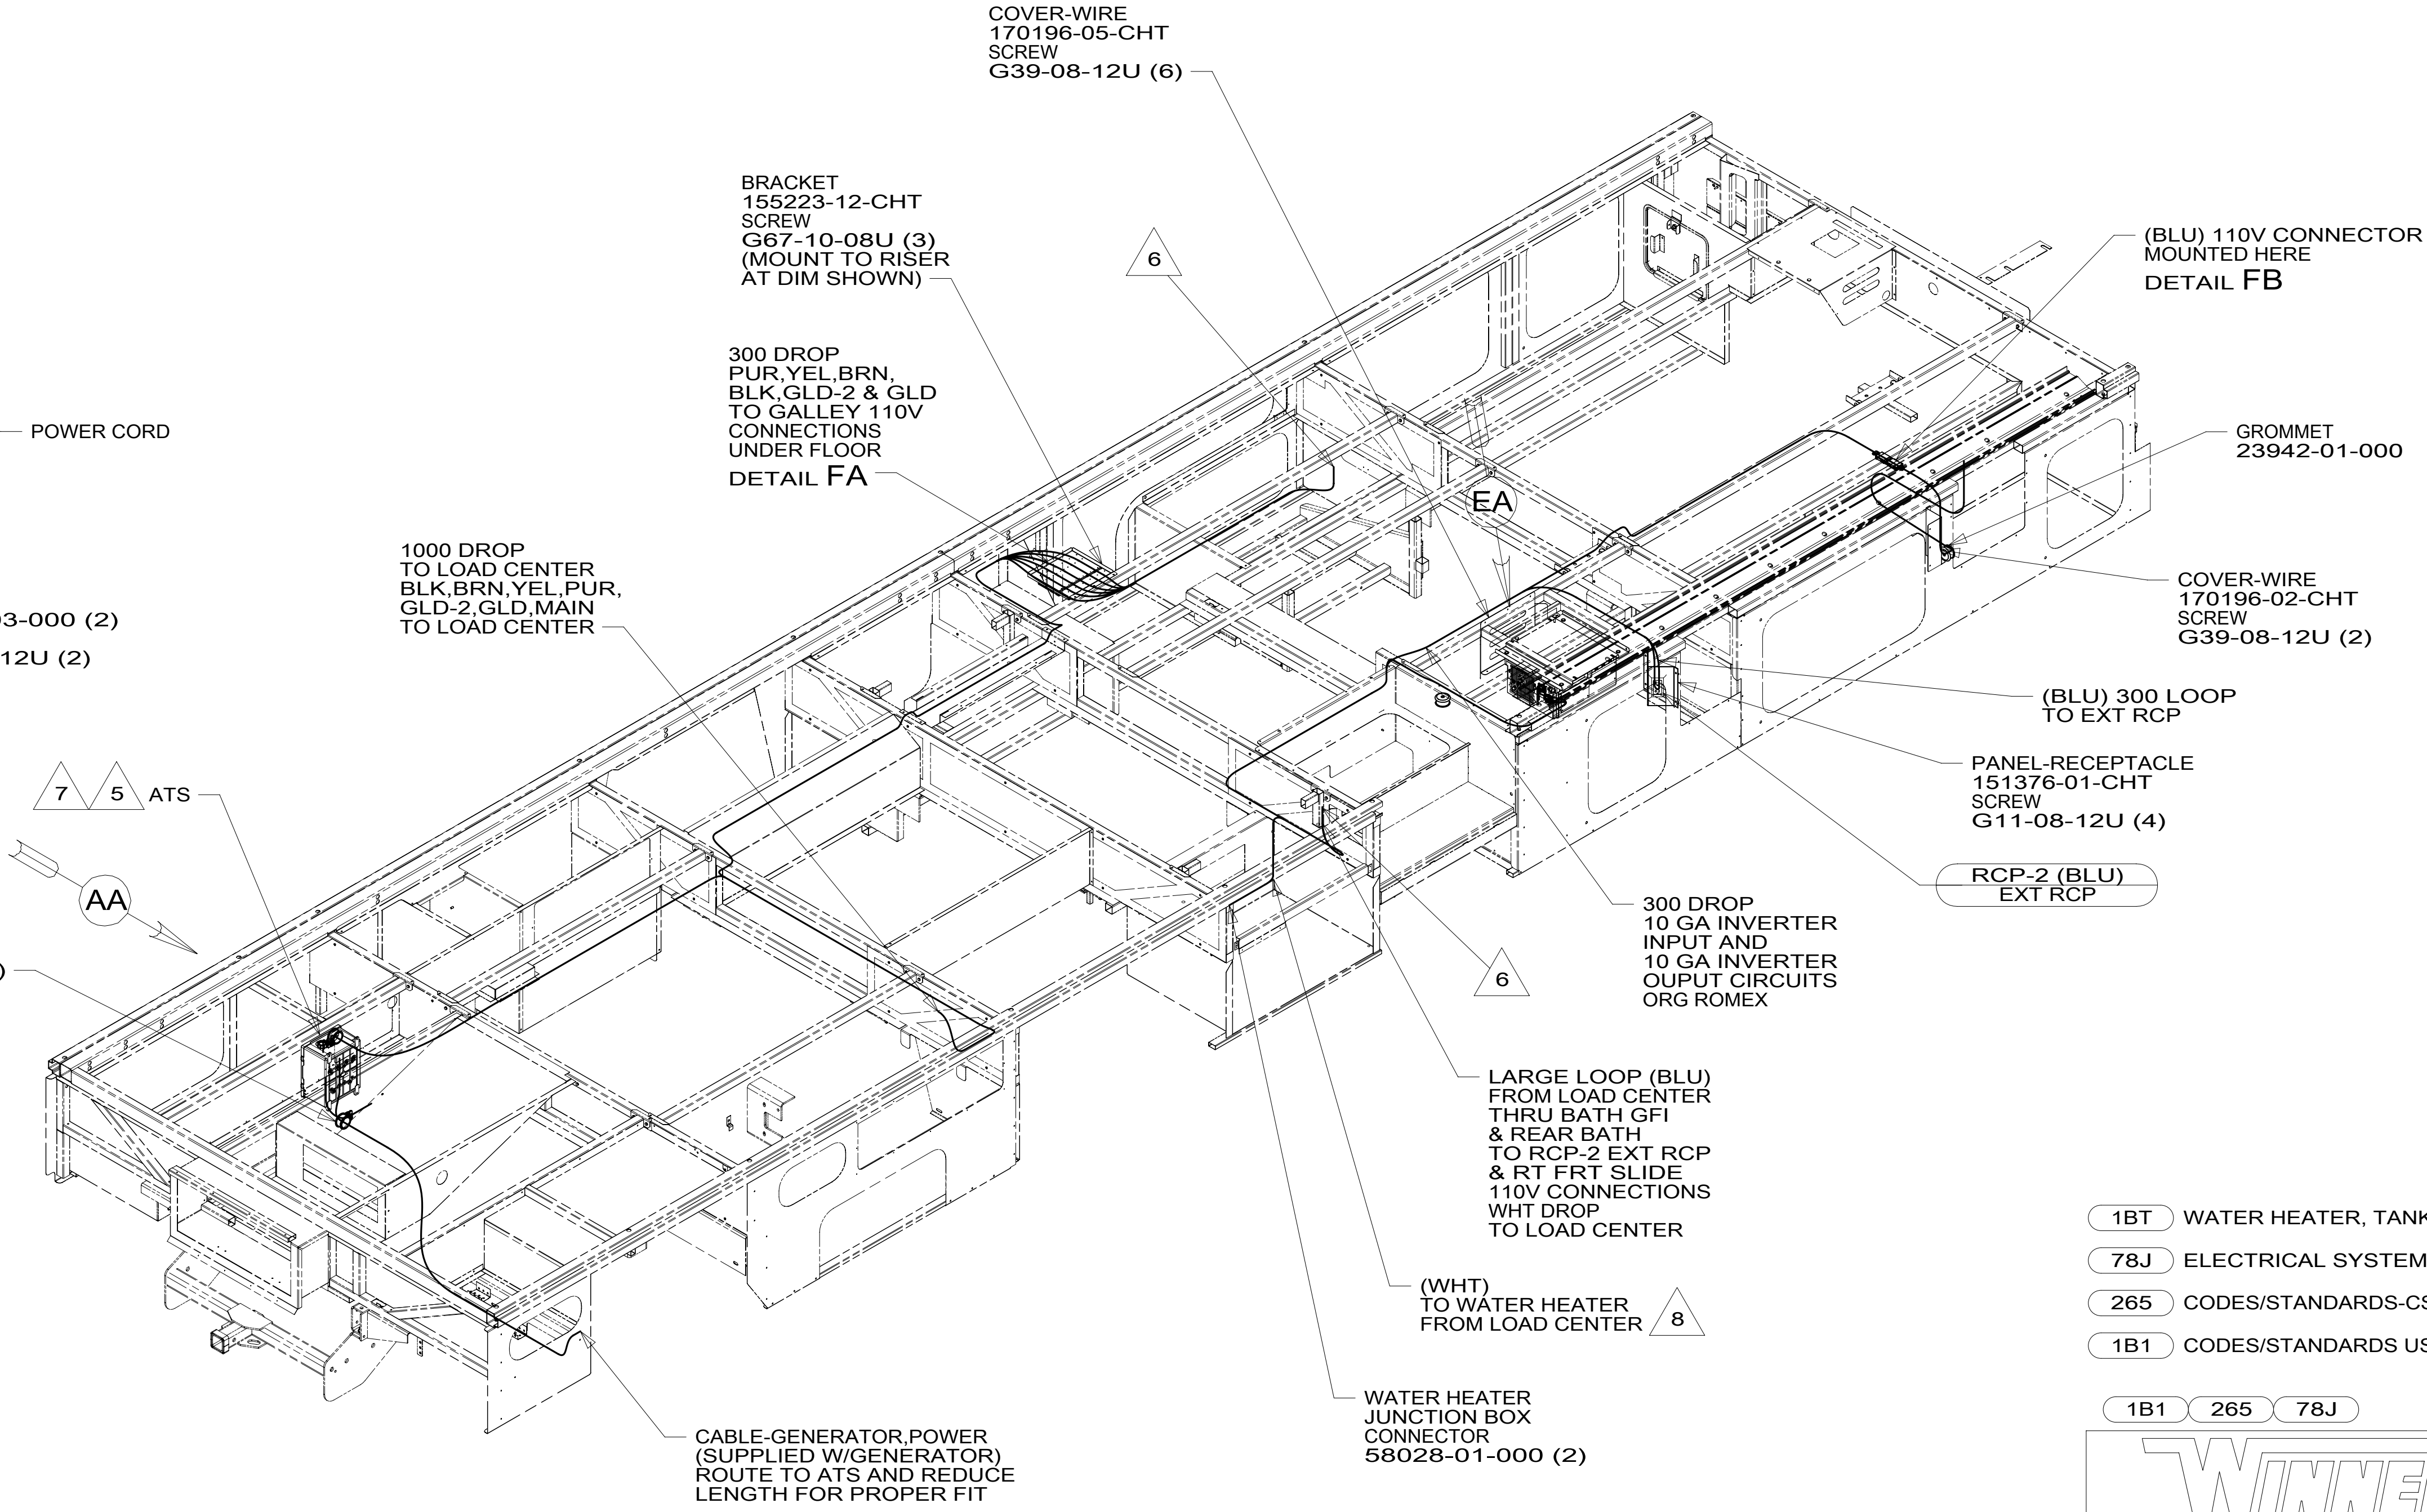 COVER-WIRE
170196-05-CHT
SCREW
G39-08-12U (6)
BRACKET
155223-12-CHT
SCREW
G67-10-08U (3)
(MOUNT TO RISER
AT DIM SHOWN)
6
(BLU) 110V CONNECTOR
MOUNTED HERE
DETAIL FB
300 DROP
PUR,YEL,BRN,
BLK,GLD-2 & GLD
TO GALLEY 110V
CONNECTIONS
UNDER FLOOR
DETAIL FA
POWER CORD
GROMMET
23942-01-000
EA
1000 DROP
TO LOAD CENTER
BLK,BRN,YEL,PUR,
GLD-2,GLD,MAIN
TO LOAD CENTER
COVER-WIRE
170196-02-CHT
SCREW
G39-08-12U (2)
3-000 (2)
12U (2)
(BLU) 300 LOOP
TO EXT RCP
PANEL-RECEPTACLE
151376-01-CHT
SCREW
G11-08-12U (4)
7 5 ATS
AA
RCP-2 (BLU)
EXT RCP
300 DROP
10 GA INVERTER
INPUT AND
10 GA INVERTER
OUPUT CIRCUITS
ORG ROMEX
)
6
LARGE LOOP (BLU)
FROM LOAD CENTER
THRU BATH GFI
& REAR BATH
TO RCP-2 EXT RCP
& RT FRT SLIDE
110V CONNECTIONS
WHT DROP
TO LOAD CENTER
(WHT)
TO WATER HEATER
FROM LOAD CENTER 8
WATER HEATER
JUNCTION BOX
CONNECTOR
58028-01-000 (2)
CABLE-GENERATOR,POWER
(SUPPLIED W/GENERATOR)
ROUTE TO ATS AND REDUCE
LENGTH FOR PROPER FIT
1BT WATER HEATER, TANK
78J ELECTRICAL SYSTEM
265 CODES/STANDARDS-CS
1B1 CODES/STANDARDS US
1B1 265 78J
WINNE